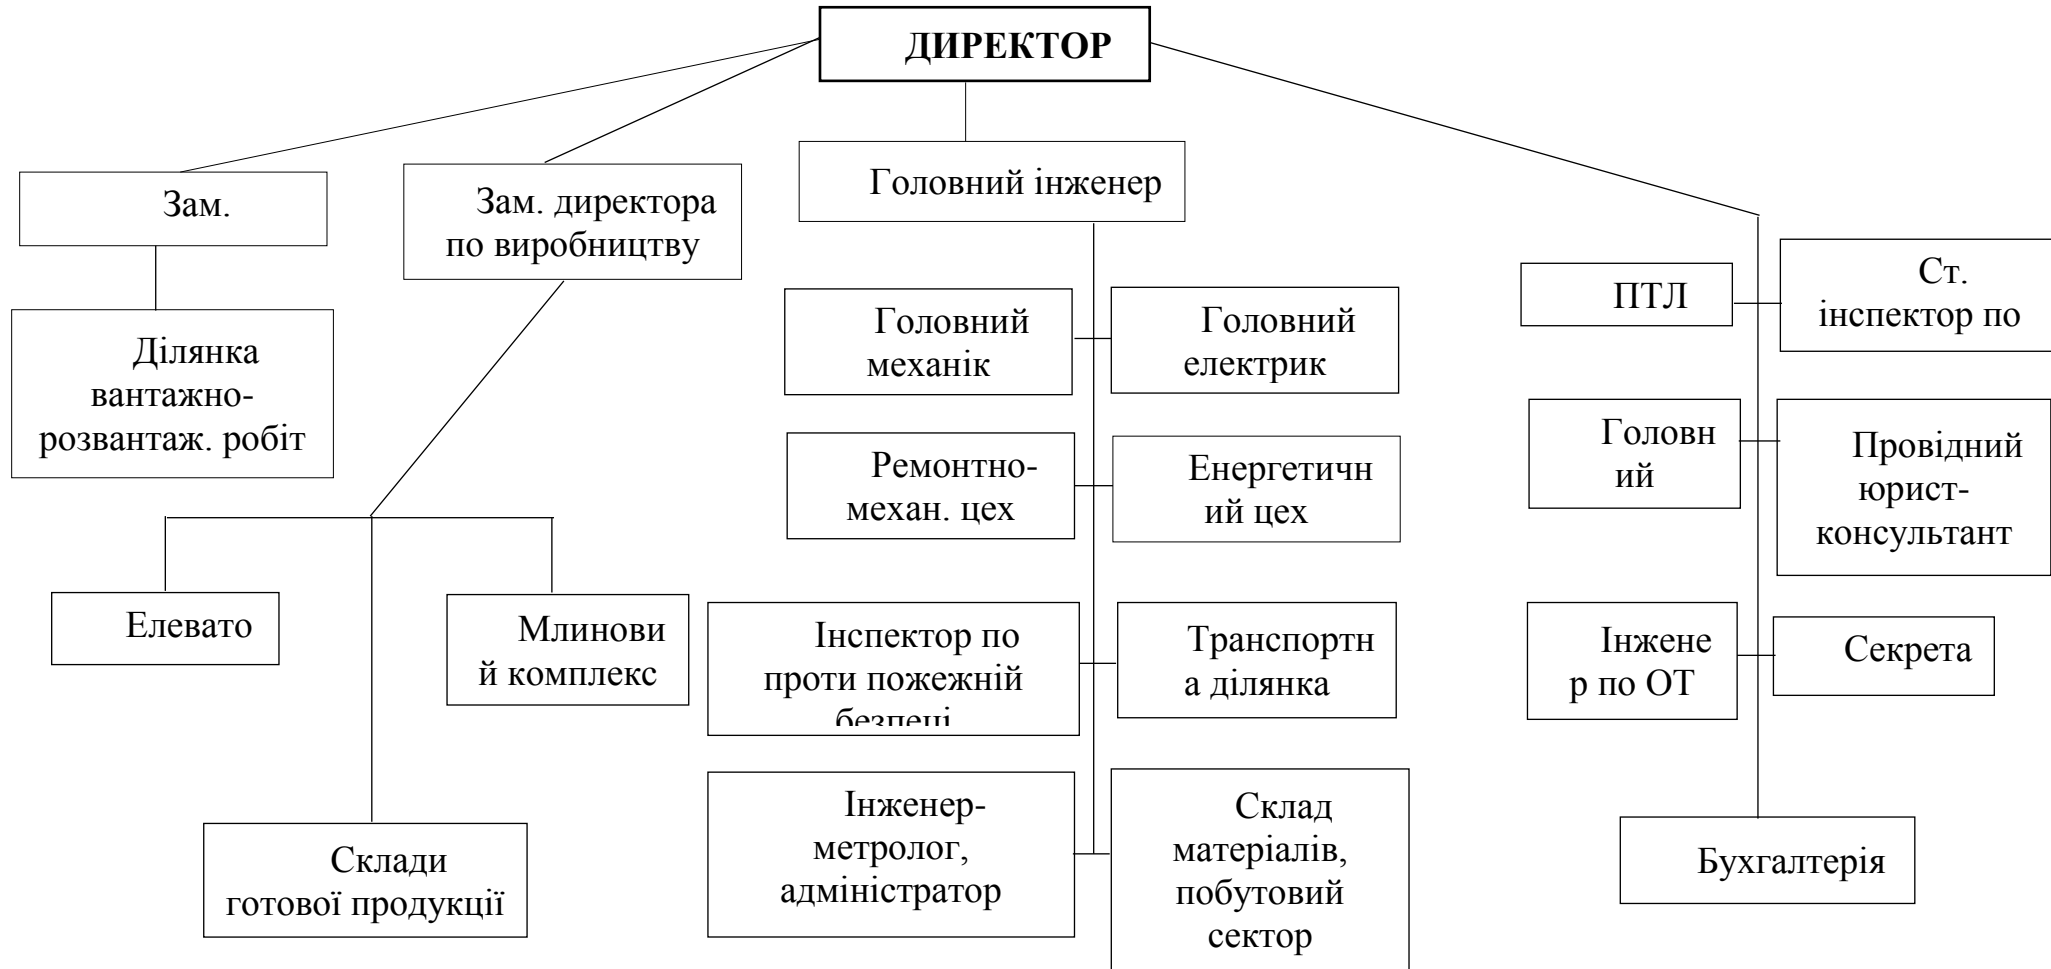 ДИРЕКТОР
Зам.
Зам. директора
по виробництву
Головний інженер
Ділянка
вантажно-
розвантаж. робіт
Елевато
Млинови
й комплекс
Склади
готової продукції
Головний
механік
Головний
електрик
Ремонтно-
механ. цех
Енергетичн
ий цех
Інспектор по
проти пожежній
безпеці
Транспортн
а ділянка
Інженер-
метролог,
адміністратор
Склад
матеріалів,
побутовий
сектор
ПТЛ
Ст.
інспектор по
Головн
ий
Провідний
юрист-
консультант
Інжене
р по ОТ
Секрета
Бухгалтерія